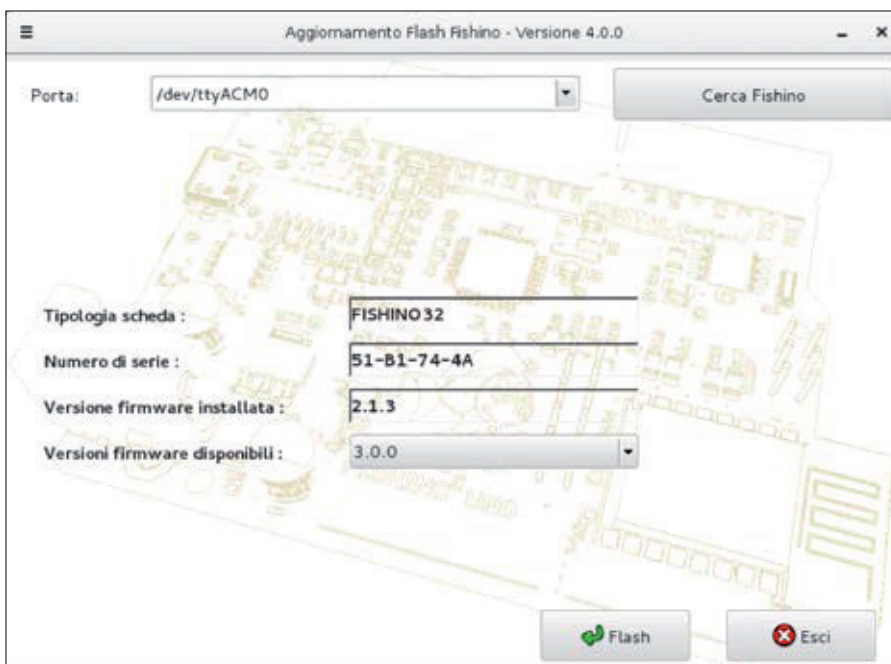 Aggiornamento Flash Fishino - Versione 4.0.0
Porta: /dev/ttyACM0 Cerca Fishino
Tipologia scheda : FISHINO32
Numero di serie : 51-B1-74-4A
Versione firmware installata : 2.1.3
Versioni firmware disponibili : 3.0.0
Flash Esci